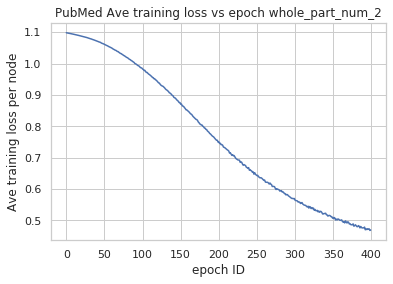 PubMed Ave training loss vs epoch whole_part_num_2
1.1
1.0
0.9
0.8
0.7
0.6
0.5
Ave training loss per node
0 50 100 150 200 250 300 350 400
epoch ID